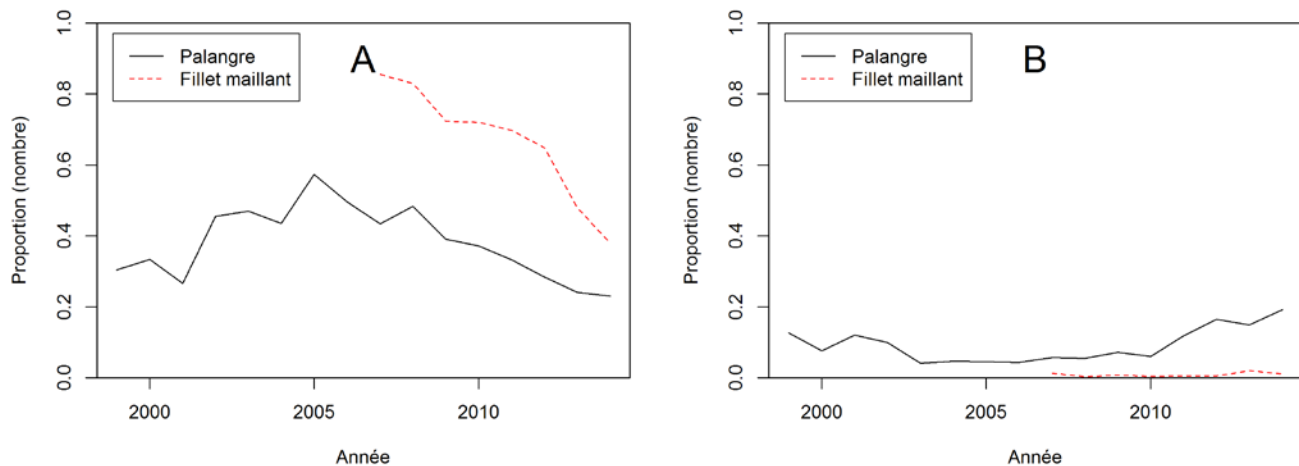 A
Palangre
Fillet maillant
Proportion (nombre)
1.0
0.8
0.6
0.4
0.2
0.0
2000
2005
2010
Année
B
Palangre
Fillet maillant
Proportion (nombre)
1.0
0.8
0.6
0.4
0.2
0.0
2000
2005
2010
Année